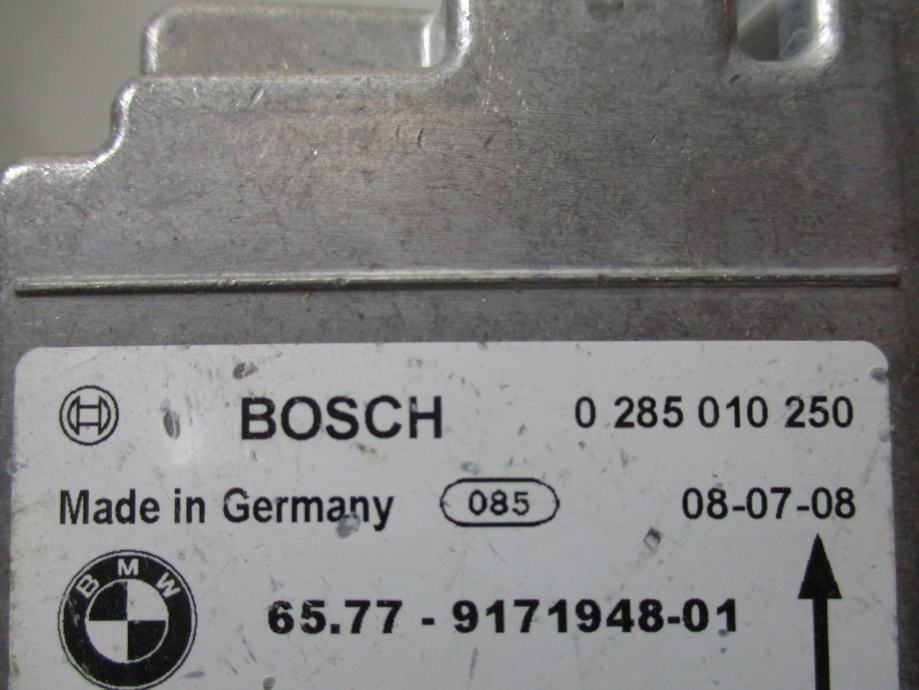 BOSCH 0 285 010 250
Made in Germany 085 08-07-08
BMW 65.77 - 9171948-01